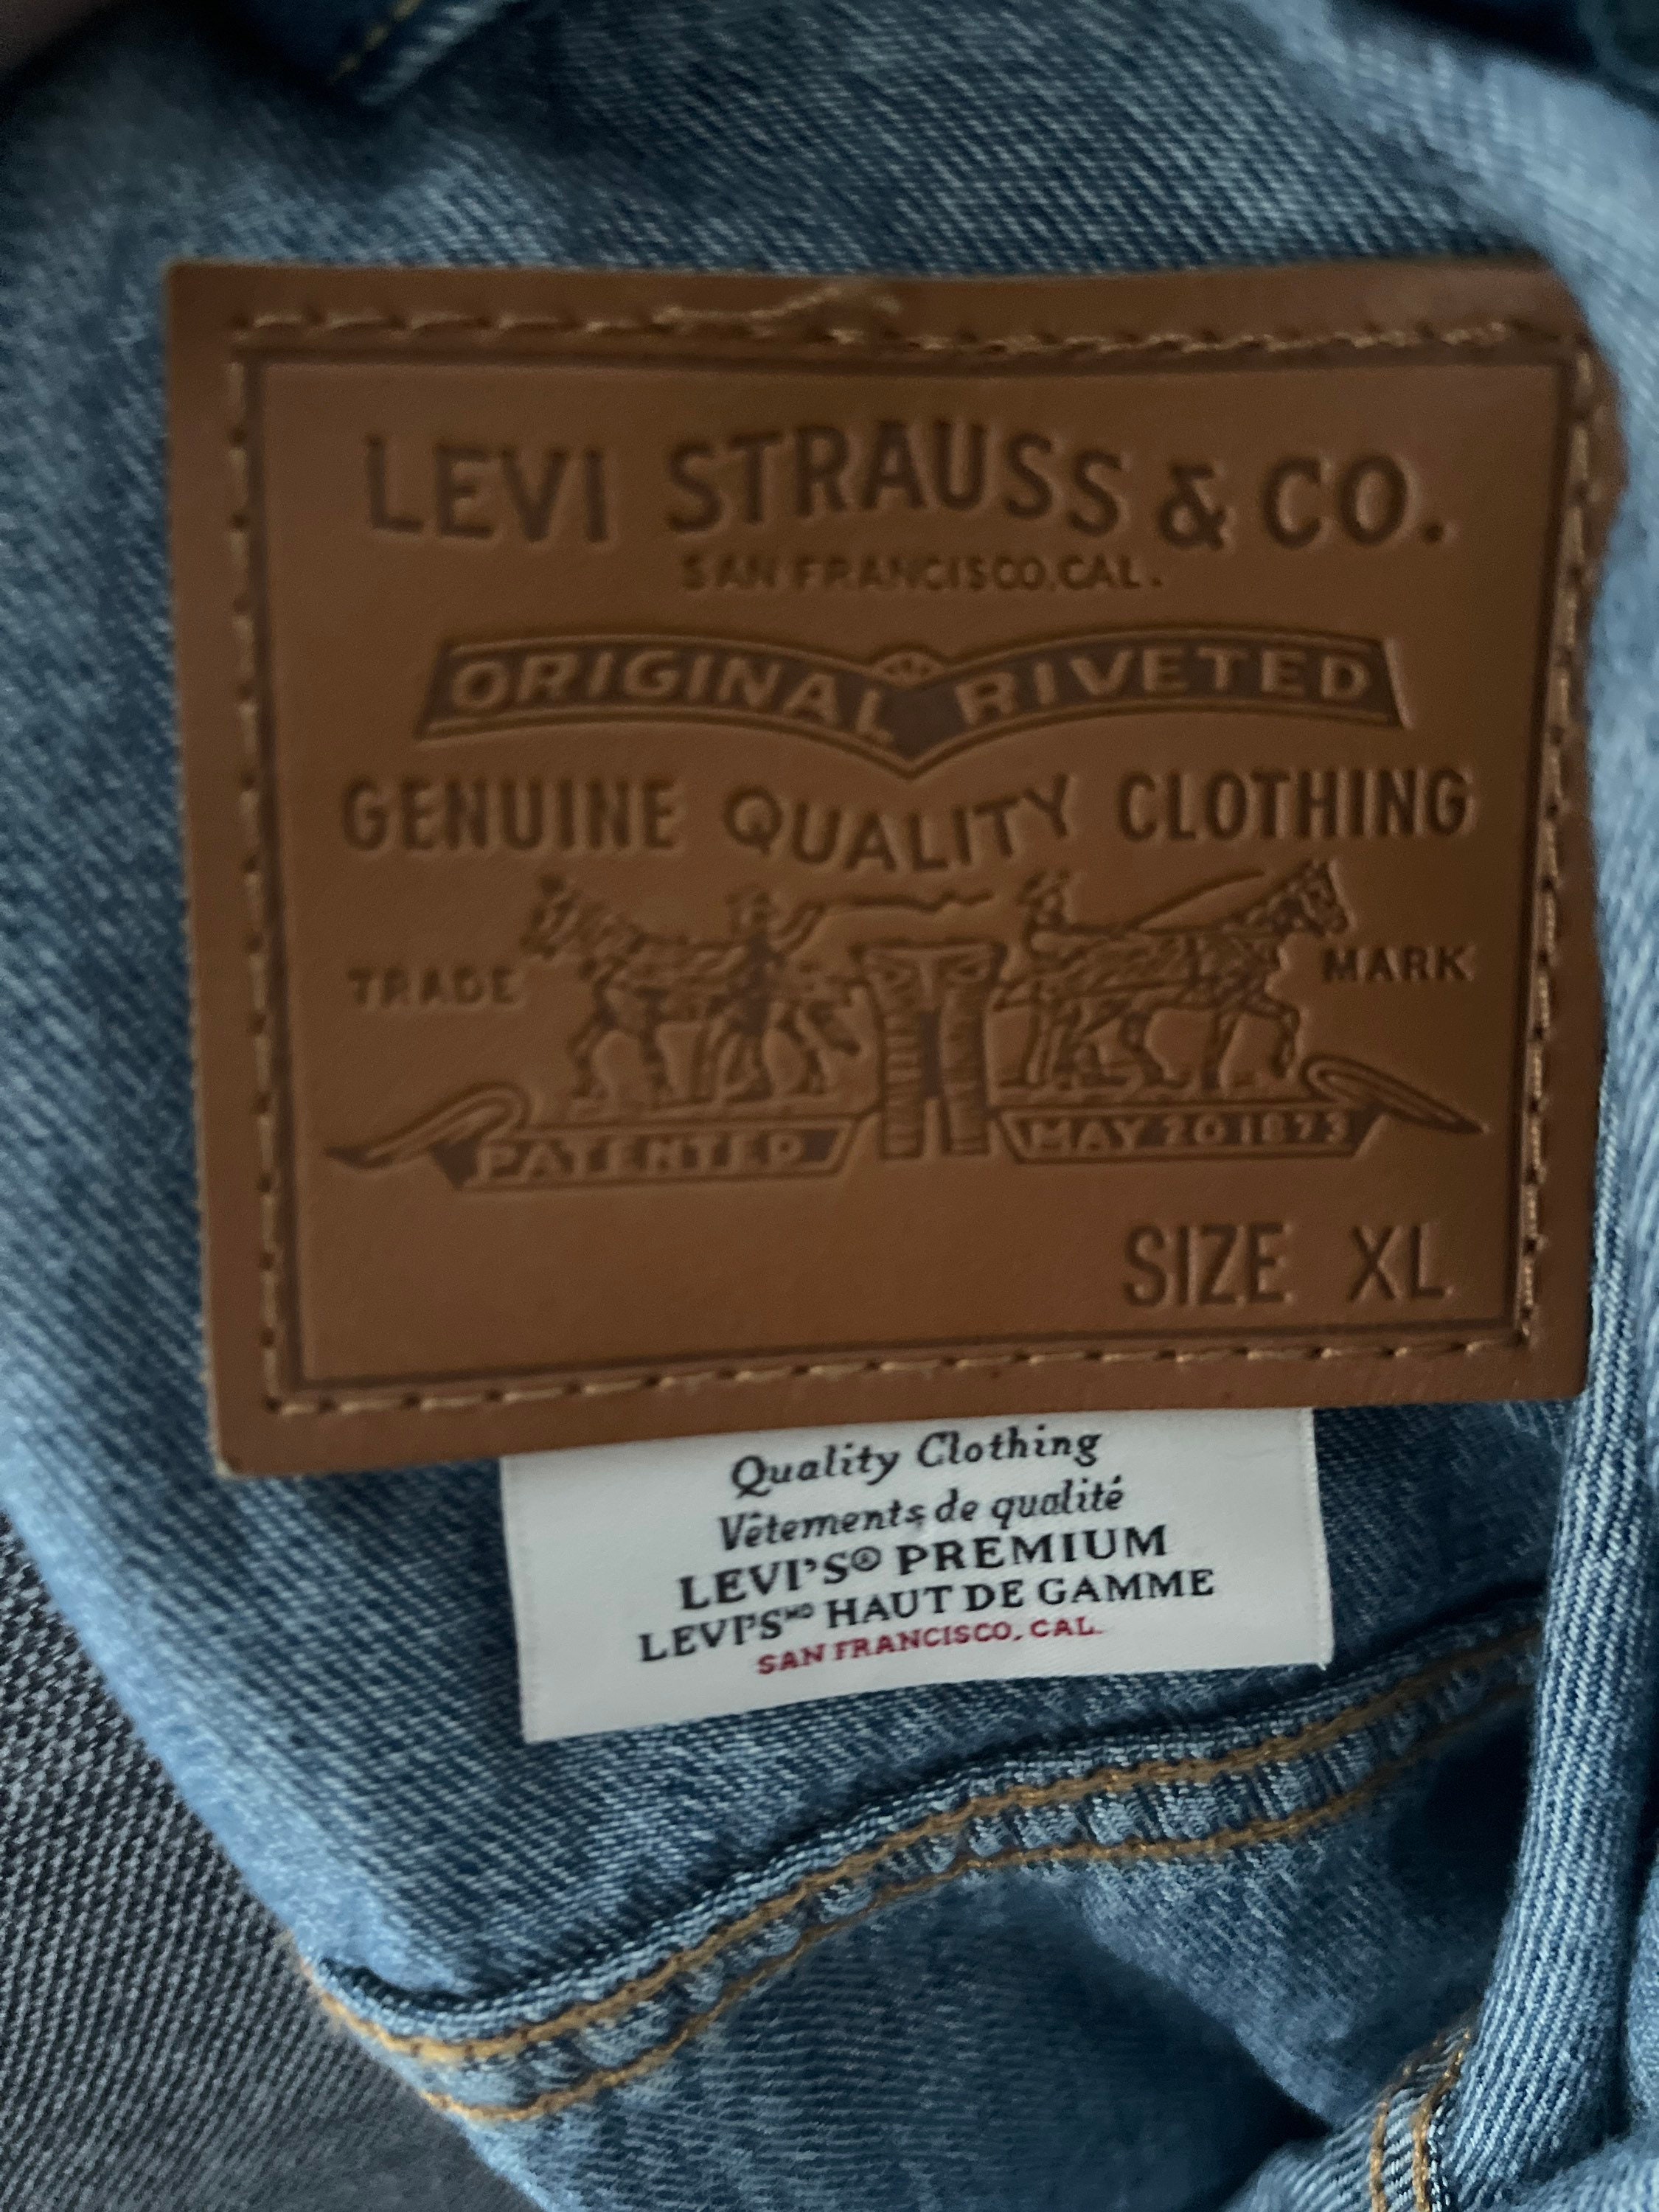 LEVI STRAUSS & CO.
SAN FRANCISCO, CAL.
ORIGINAL RIVETED
GENUINE QUALITY CLOTHING
TRADE MARK
PATENTED MAY 20 1873
SIZE XL
Quality Clothing
Vêtements de qualité
LEVI'S® PREMIUM
LEVI'SMD HAUT DE GAMME
SAN FRANCISCO, CAL.